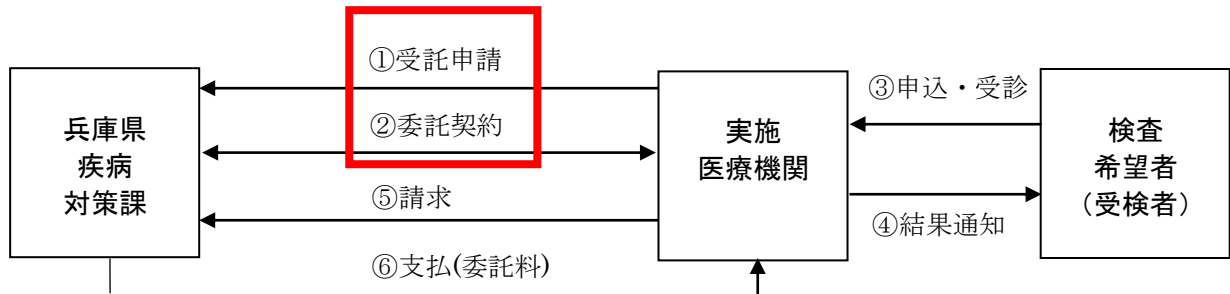 兵庫県
疾病
対策課
①受託申請
②委託契約
⑤請求
⑥支払(委託料)
実施
医療機関
③申込・受診
④結果通知
検査
希望者
(受検者)